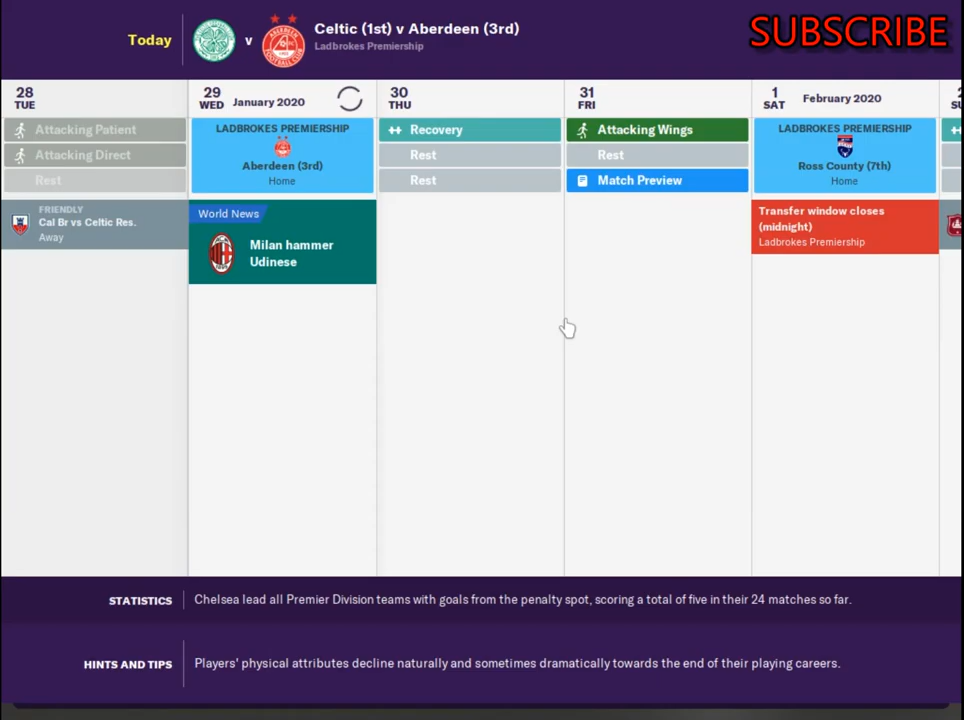 Today
v
Celtic (1st) v Aberdeen (3rd)
Ladbrokes Premiership
SUBSCRIBE
28
TUE
29
WED January 2020
30
THU
31
FRI
1
SAT February 2020
Attacking Patient
Attacking Direct
Rest
FRIENDLY
Cal Br vs Celtic Res.
Away
LADBROKES PREMIERSHIP
Aberdeen (3rd)
Home
World News
Milan hammer
Udinese
Recovery
Rest
Rest
Attacking Wings
Rest
Match Preview
LADBROKES PREMIERSHIP
Ross County (7th)
Home
Transfer window closes
(midnight)
Ladbrokes Premiership
STATISTICS
Chelsea lead all Premier Division teams with goals from the penalty spot, scoring a total of five in their 24 matches so far.
HINTS AND TIPS
Players' physical attributes decline naturally and sometimes dramatically towards the end of their playing careers.